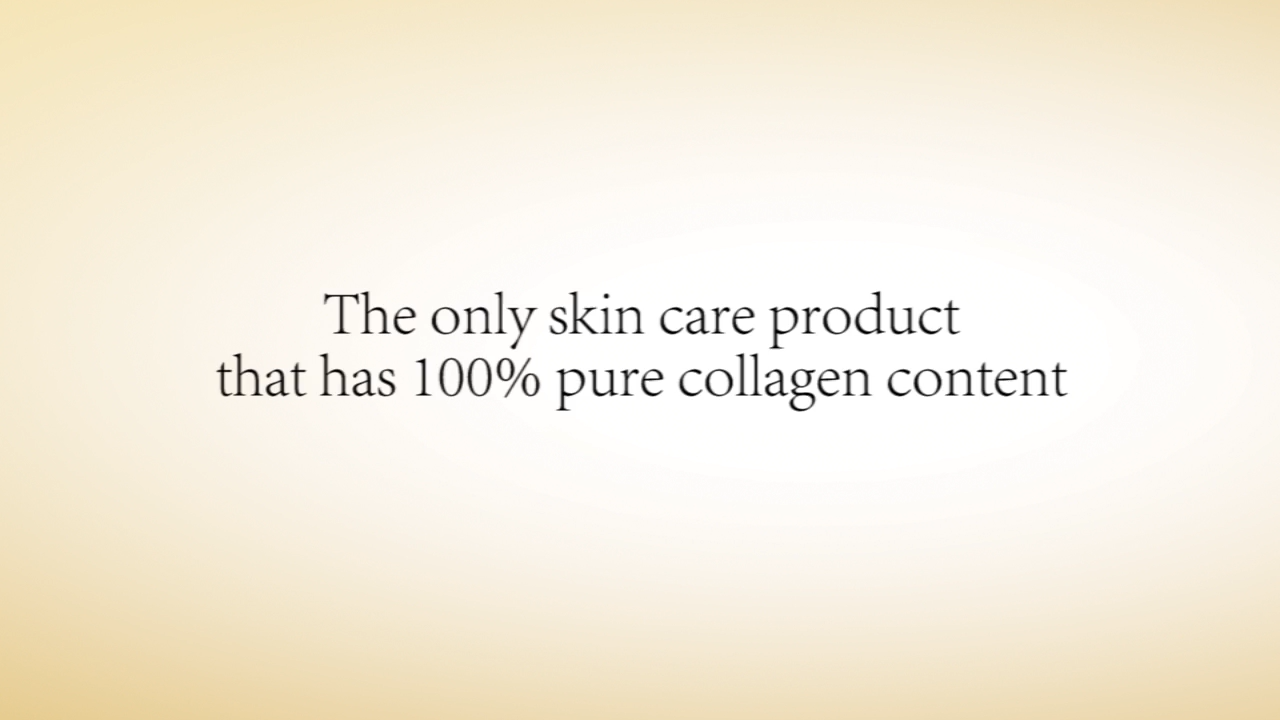 The only skin care product
that has 100% pure collagen content